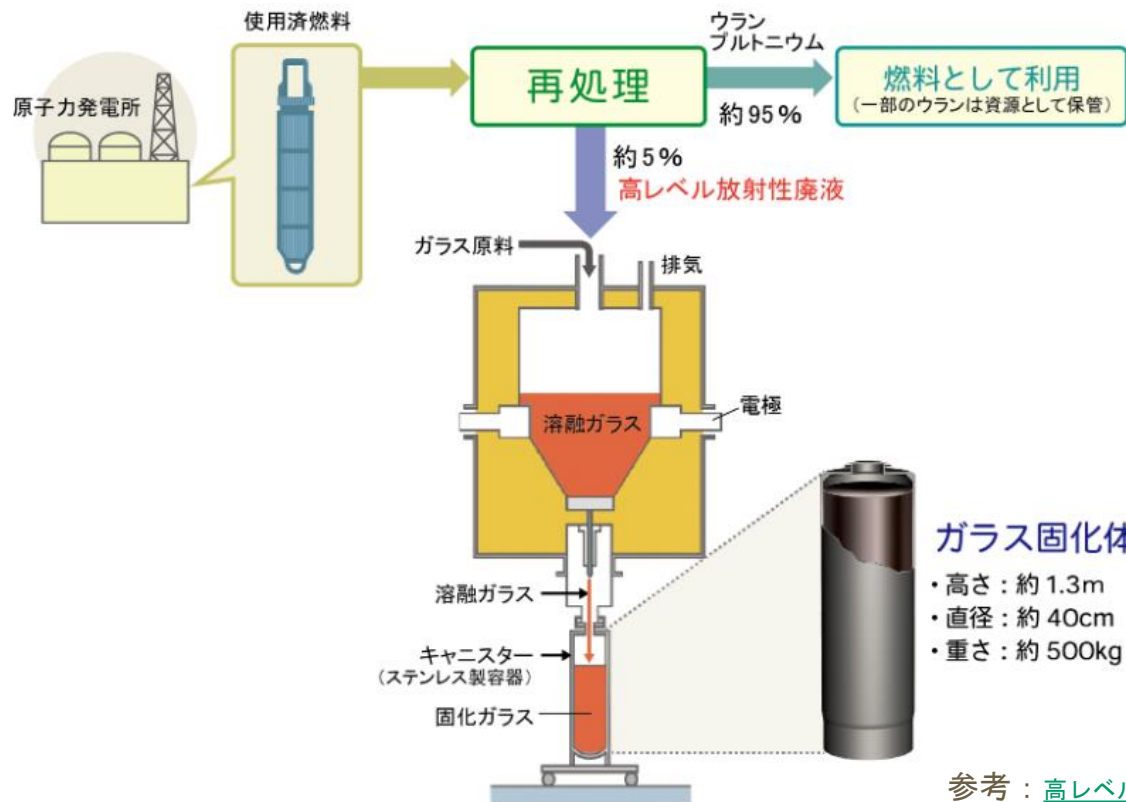 使用済燃料
原子力発電所
再処理
ウラン
プルトニウム
約95%
燃料として利用
(一部のウランは資源として保管)
約5%
高レベル放射性廃液
ガラス原料
排気
溶融ガラス
電極
溶融ガラス
キャニスター
(ステンレス製容器)
固化ガラス
ガラス固化体
・高さ:約1.3m
・直径:約40cm
・重さ:約500kg
参考:高レベル